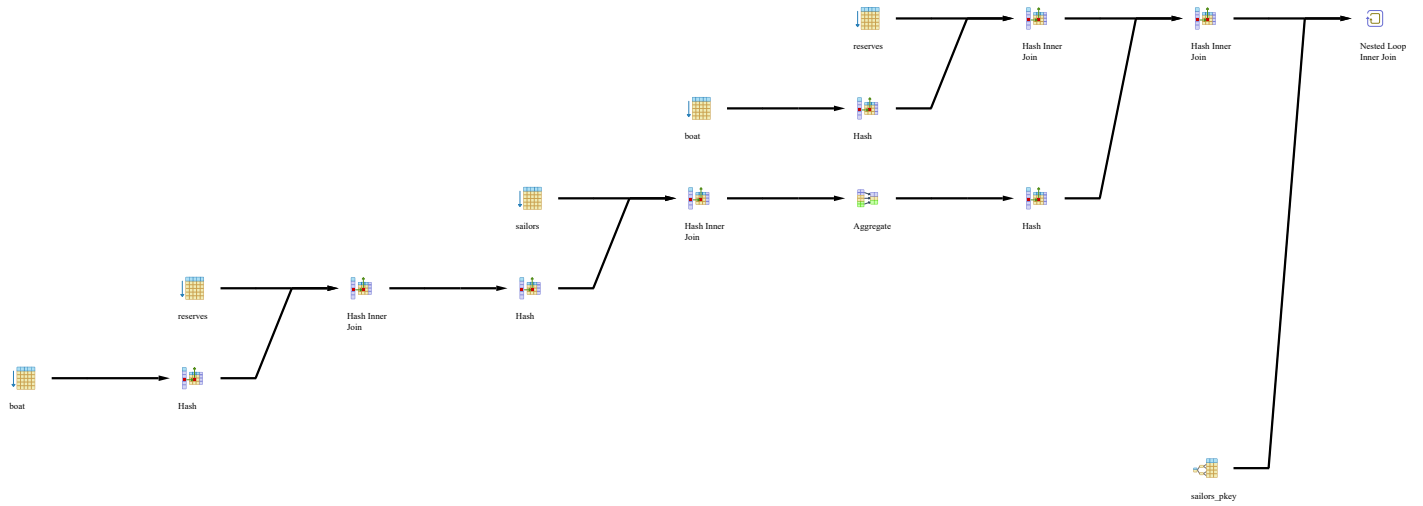 reserves
Hash Inner
Join
Hash Inner
Join
Nested Loop
Inner Join
boat
Hash
sailors
Hash Inner
Join
Aggregate
Hash
reserves
Hash Inner
Join
Hash
boat
Hash
sailors_pkey